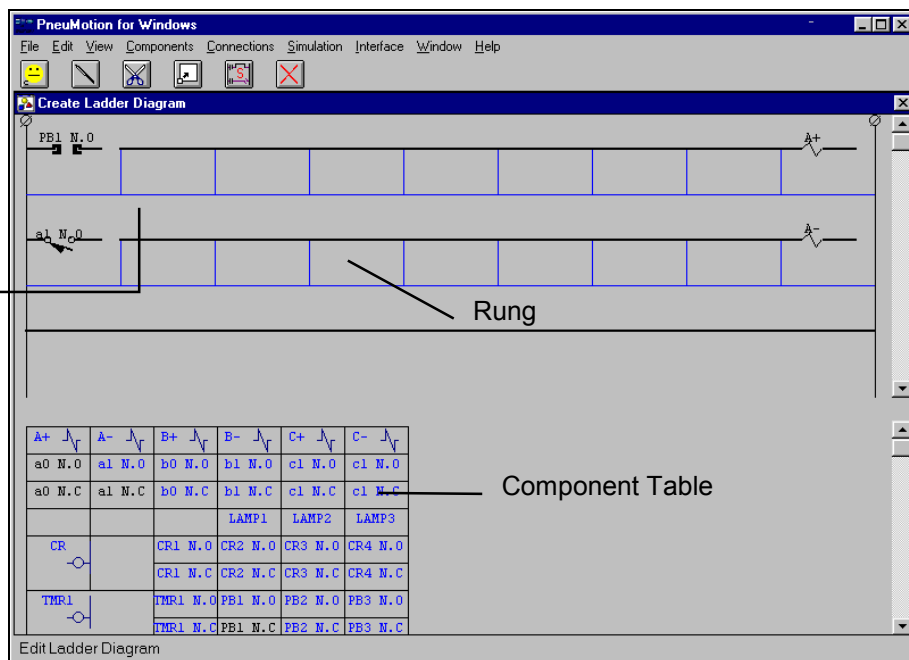 PneuMotion for Windows
File Edit View Components Connections Simulation Interface Window Help
S
Create Ladder Diagram
PB1 N.O A+
a1 N.O A-
Rung
A+ A- B+ B- C+ C-
a0 N.O a1 N.O b0 N.O b1 N.O c1 N.O c1 N.O
a0 N.C a1 N.C b0 N.C b1 N.C c1 N.C c1 N.C
Component Table
LAMP1 LAMP2 LAMP3
CR CR1 N.O CR2 N.O CR3 N.O CR4 N.O
CR1 N.C CR2 N.C CR3 N.C CR4 N.C
TMR1 TMR1 N.O PB1 N.O PB2 N.O PB3 N.O
TMR1 N.C PB1 N.C PB2 N.C PB3 N.C
Edit Ladder Diagram